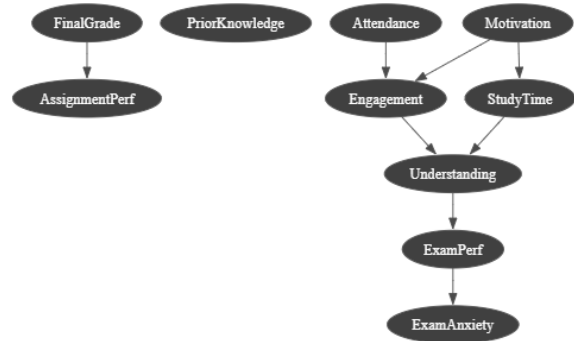 FinalGrade
PriorKnowledge
Attendance
Motivation
AssignmentPerf
Engagement
StudyTime
Understanding
ExamPerf
ExamAnxiety